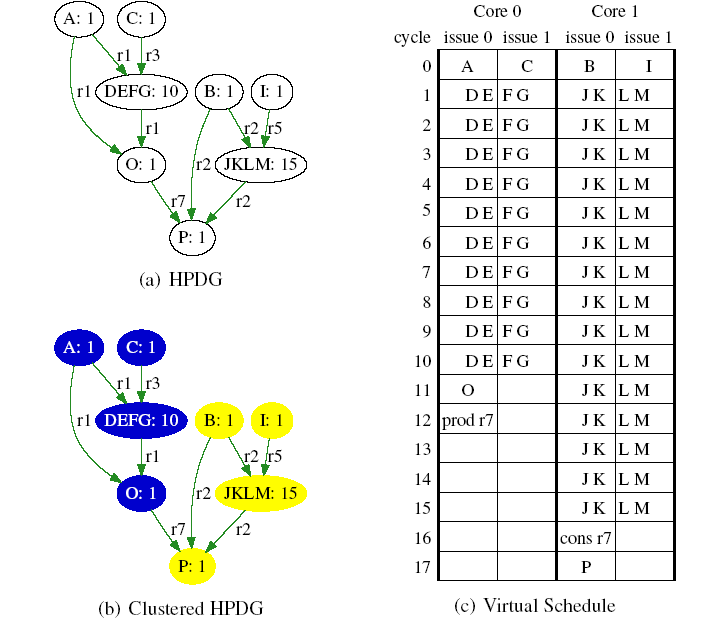 A: 1 C: 1
r1 r3
r1 DEFG: 10 B: 1 I: 1
r1 r2 r5
O: 1 r2 JKLM: 15
r7 r2
P: 1
(a) HPDG
A: 1 C: 1
r1 r3
r1 DEFG: 10 B: 1 I: 1
r1 r2 r5
O: 1 r2 JKLM: 15
r7 r2
P: 1
(b) Clustered HPDG
Core 0 Core 1
cycle issue 0 issue 1 issue 0 issue 1
0 A C B I
1 D E F G J K L M
2 D E F G J K L M
3 D E F G J K L M
4 D E F G J K L M
5 D E F G J K L M
6 D E F G J K L M
7 D E F G J K L M
8 D E F G J K L M
9 D E F G J K L M
10 D E F G J K L M
11 O J K L M
12 prod r7 J K L M
13 J K L M
14 J K L M
15 J K L M
16 cons r7
17 P
(c) Virtual Schedule